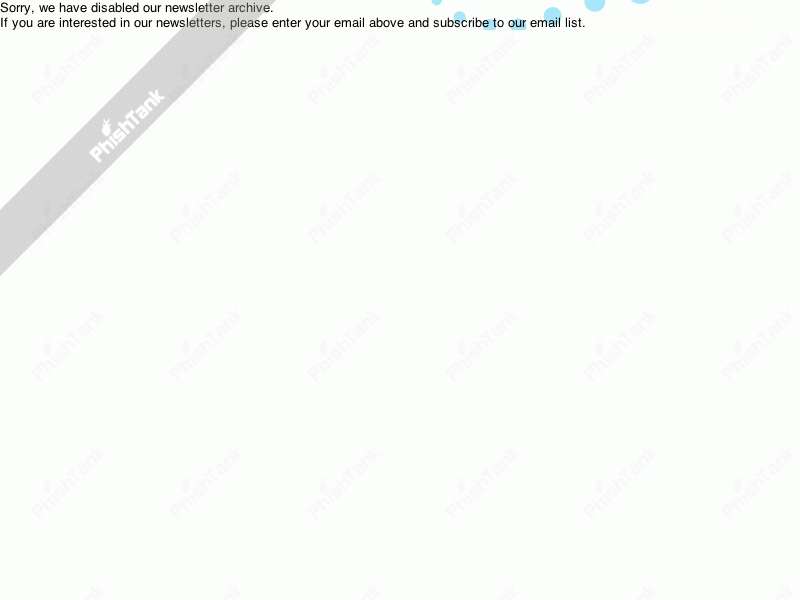 Sorry, we have disabled our newsletter archive.
If you are interested in our newsletters, please enter your email above and subscribe to our email list.
PhishTank